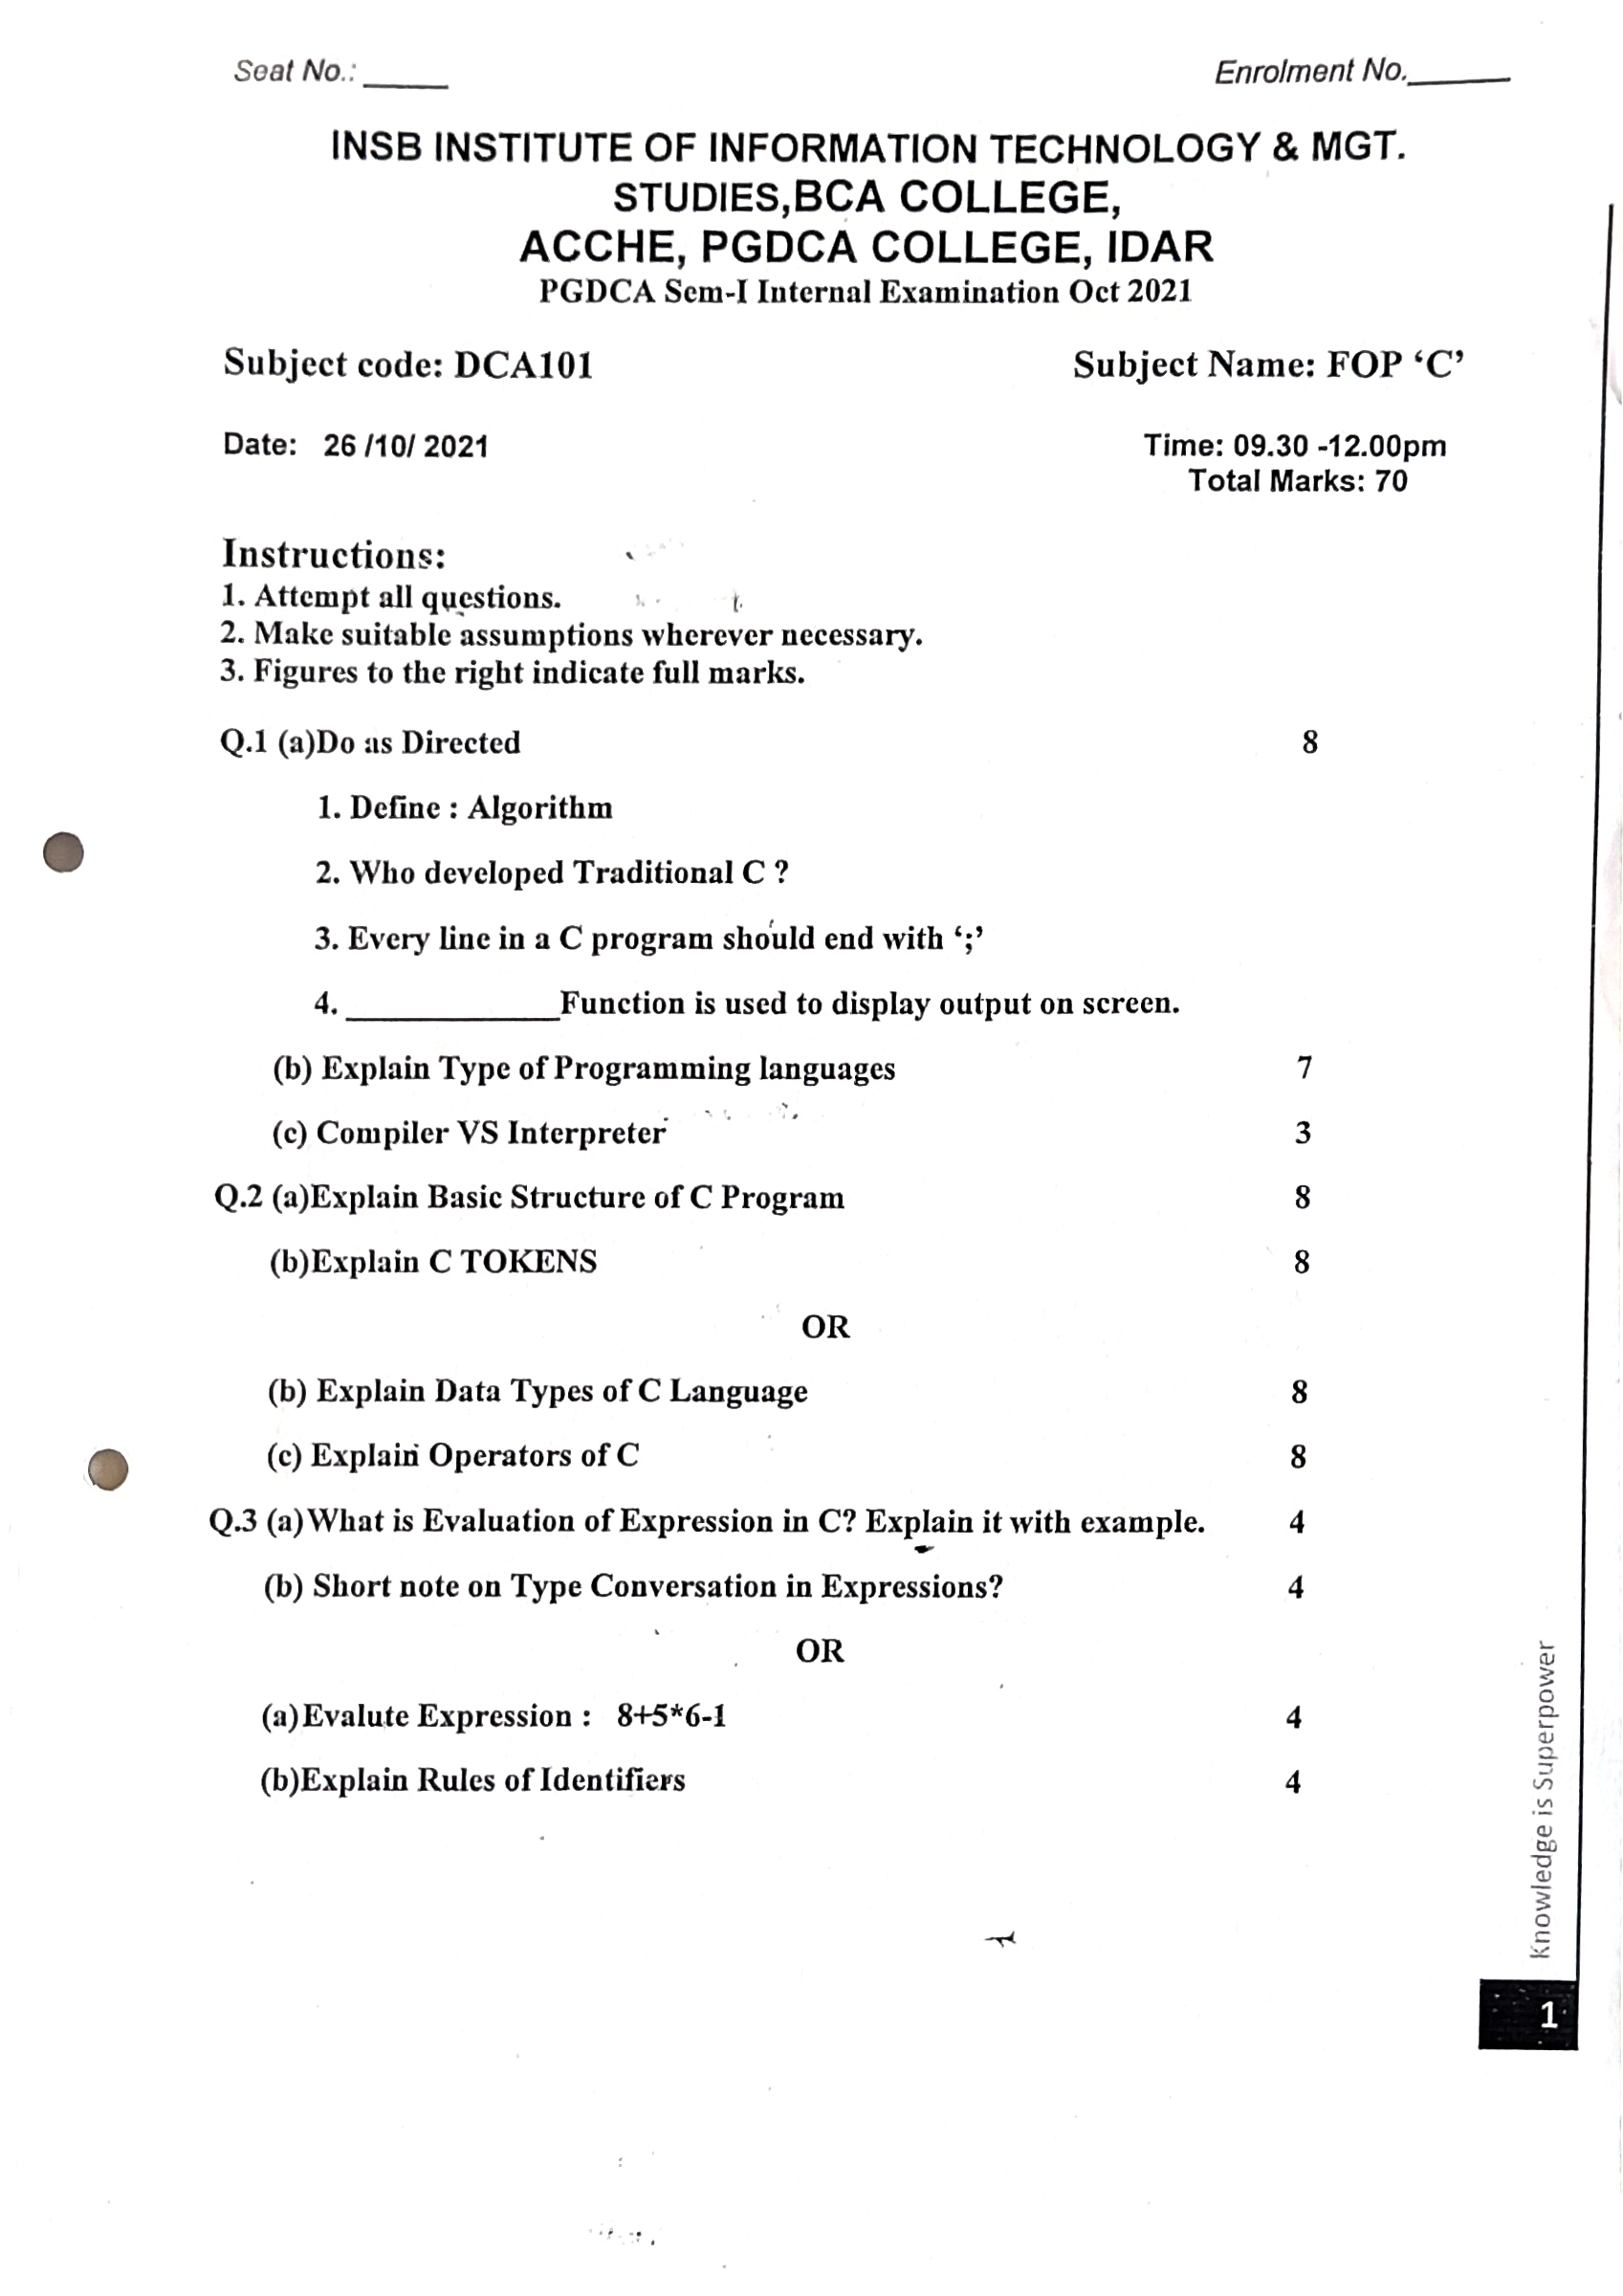 Seat No.: _____ Enrolment No.______
INSB INSTITUTE OF INFORMATION TECHNOLOGY & MGT.
STUDIES,BCA COLLEGE,
ACCHE, PGDCA COLLEGE, IDAR
PGDCA Sem-I Internal Examination Oct 2021
Subject code: DCA101 Subject Name: FOP ‘C’
Date: 26 /10/ 2021 Time: 09.30 -12.00pm
Total Marks: 70
Instructions:
1. Attempt all questions.
2. Make suitable assumptions wherever necessary.
3. Figures to the right indicate full marks.
Q.1 (a)Do as Directed 8
1. Define : Algorithm
2. Who developed Traditional C ?
3. Every line in a C program should end with ‘;’
4. _____________Function is used to display output on screen.
(b) Explain Type of Programming languages 7
(c) Compiler VS Interpreter 3
Q.2 (a)Explain Basic Structure of C Program 8
(b)Explain C TOKENS 8
OR
(b) Explain Data Types of C Language 8
(c) Explain Operators of C 8
Q.3 (a)What is Evaluation of Expression in C? Explain it with example. 4
(b) Short note on Type Conversation in Expressions? 4
OR
(a)Evalute Expression : 8+5*6-1 4
(b)Explain Rules of Identifiers 4
Knowledge is Superpower
1